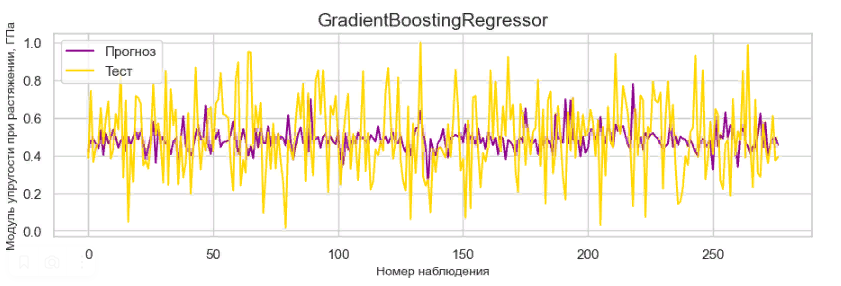 GradientBoostingRegressor
Модуль упругости при растяжении, ГПа
1.0
0.8
0.6
0.4
0.2
0.0
Прогноз
Тест
0
50
100
150
200
250
Номер наблюдения